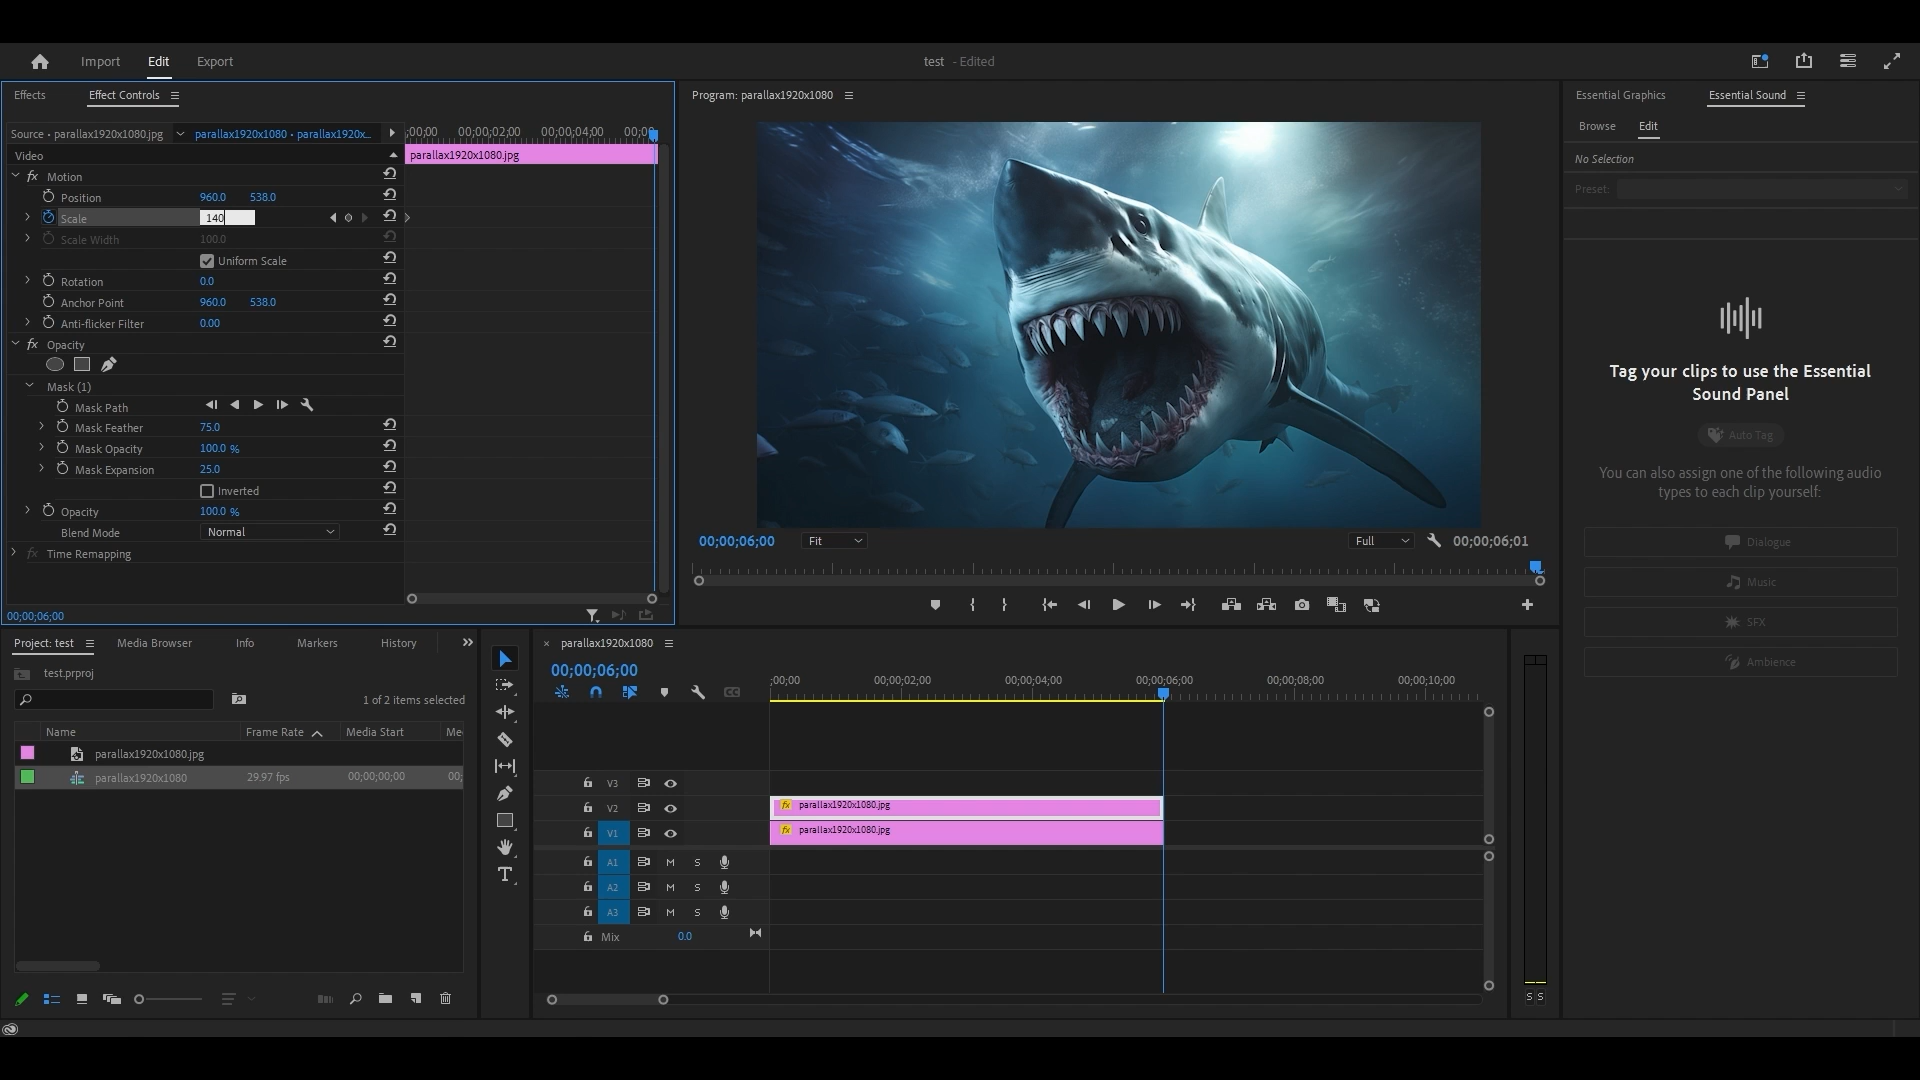 Import
Edit
Export
test - Edited
Effects
Effect Controls
Source • parallax1920x1080.jpg
parallax1920x1080 • parallax1920x...
;00;00
00;00;02;00
00;00;04;00
00;00
Video
parallax1920x1080.jpg
fx Motion
Position 960.0 538.0
Scale 140
Scale Width 100.0
Uniform Scale
Rotation 0.0
Anchor Point 960.0 538.0
Anti-flicker Filter 0.00
fx Opacity
Mask (1)
Mask Path
Mask Feather 75.0
Mask Opacity 100.0 %
Mask Expansion 25.0
Inverted
Opacity 100.0 %
Blend Mode Normal
fx Time Remapping
00;00;06;00
Program: parallax1920x1080
00;00;06;00
Fit
Full
00;00;06;01
Essential Graphics
Essential Sound
Browse
Edit
No Selection
Preset:
Tag your clips to use the Essential
Sound Panel
Auto Tag
You can also assign one of the following audio
types to each clip yourself:
Dialogue
Music
SFX
Ambience
Project: test
Media Browser
Info
Markers
History
test.prproj
1 of 2 items selected
Name
Frame Rate
Media Start
Me
parallax1920x1080.jpg
parallax1920x1080 29.97 fps 00;00;00;00 00;
T
× parallax1920x1080
00;00;06;00
CC
;00;00
00;00;02;00
00;00;04;00
00;00;06;00
00;00;08;00
00;00;10;00
V3
V2
fx parallax1920x1080.jpg
V1
fx parallax1920x1080.jpg
A1 M S
A2 M S
A3 M S
Mix 0.0
S S